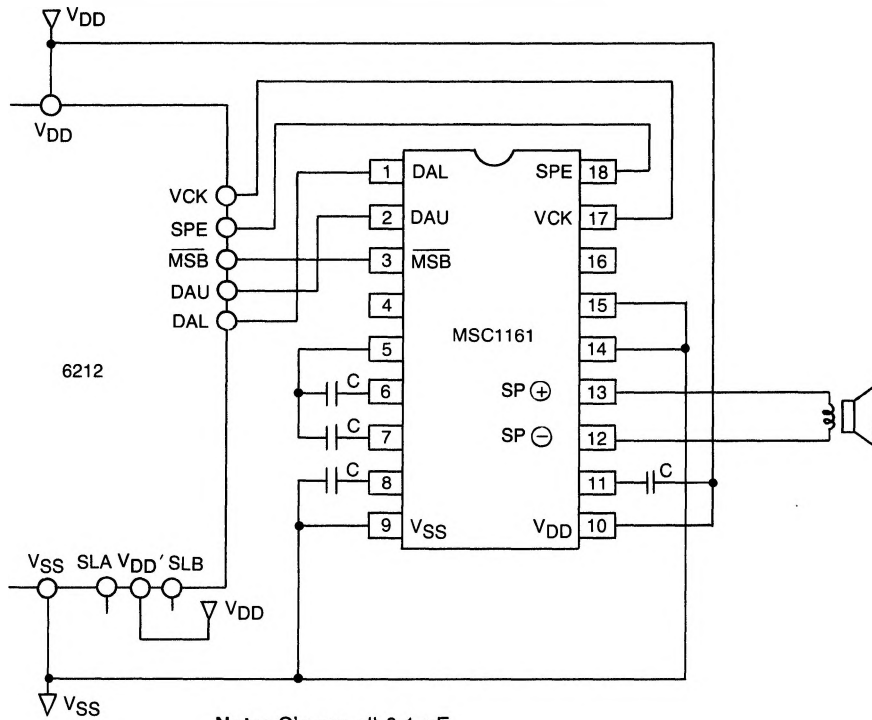 VDD
VDD
VCK
SPE
MSB
DAU
DAL
6212
1 DAL SPE 18
2 DAU VCK 17
3 MSB 16
4 15
MSC1161
5 14
C 6 SP ⊕ 13
C 7 SP ⊖ 12
C 8 11 C
9 VSS VDD 10
VSS SLA VDD' SLB
VDD
VSS